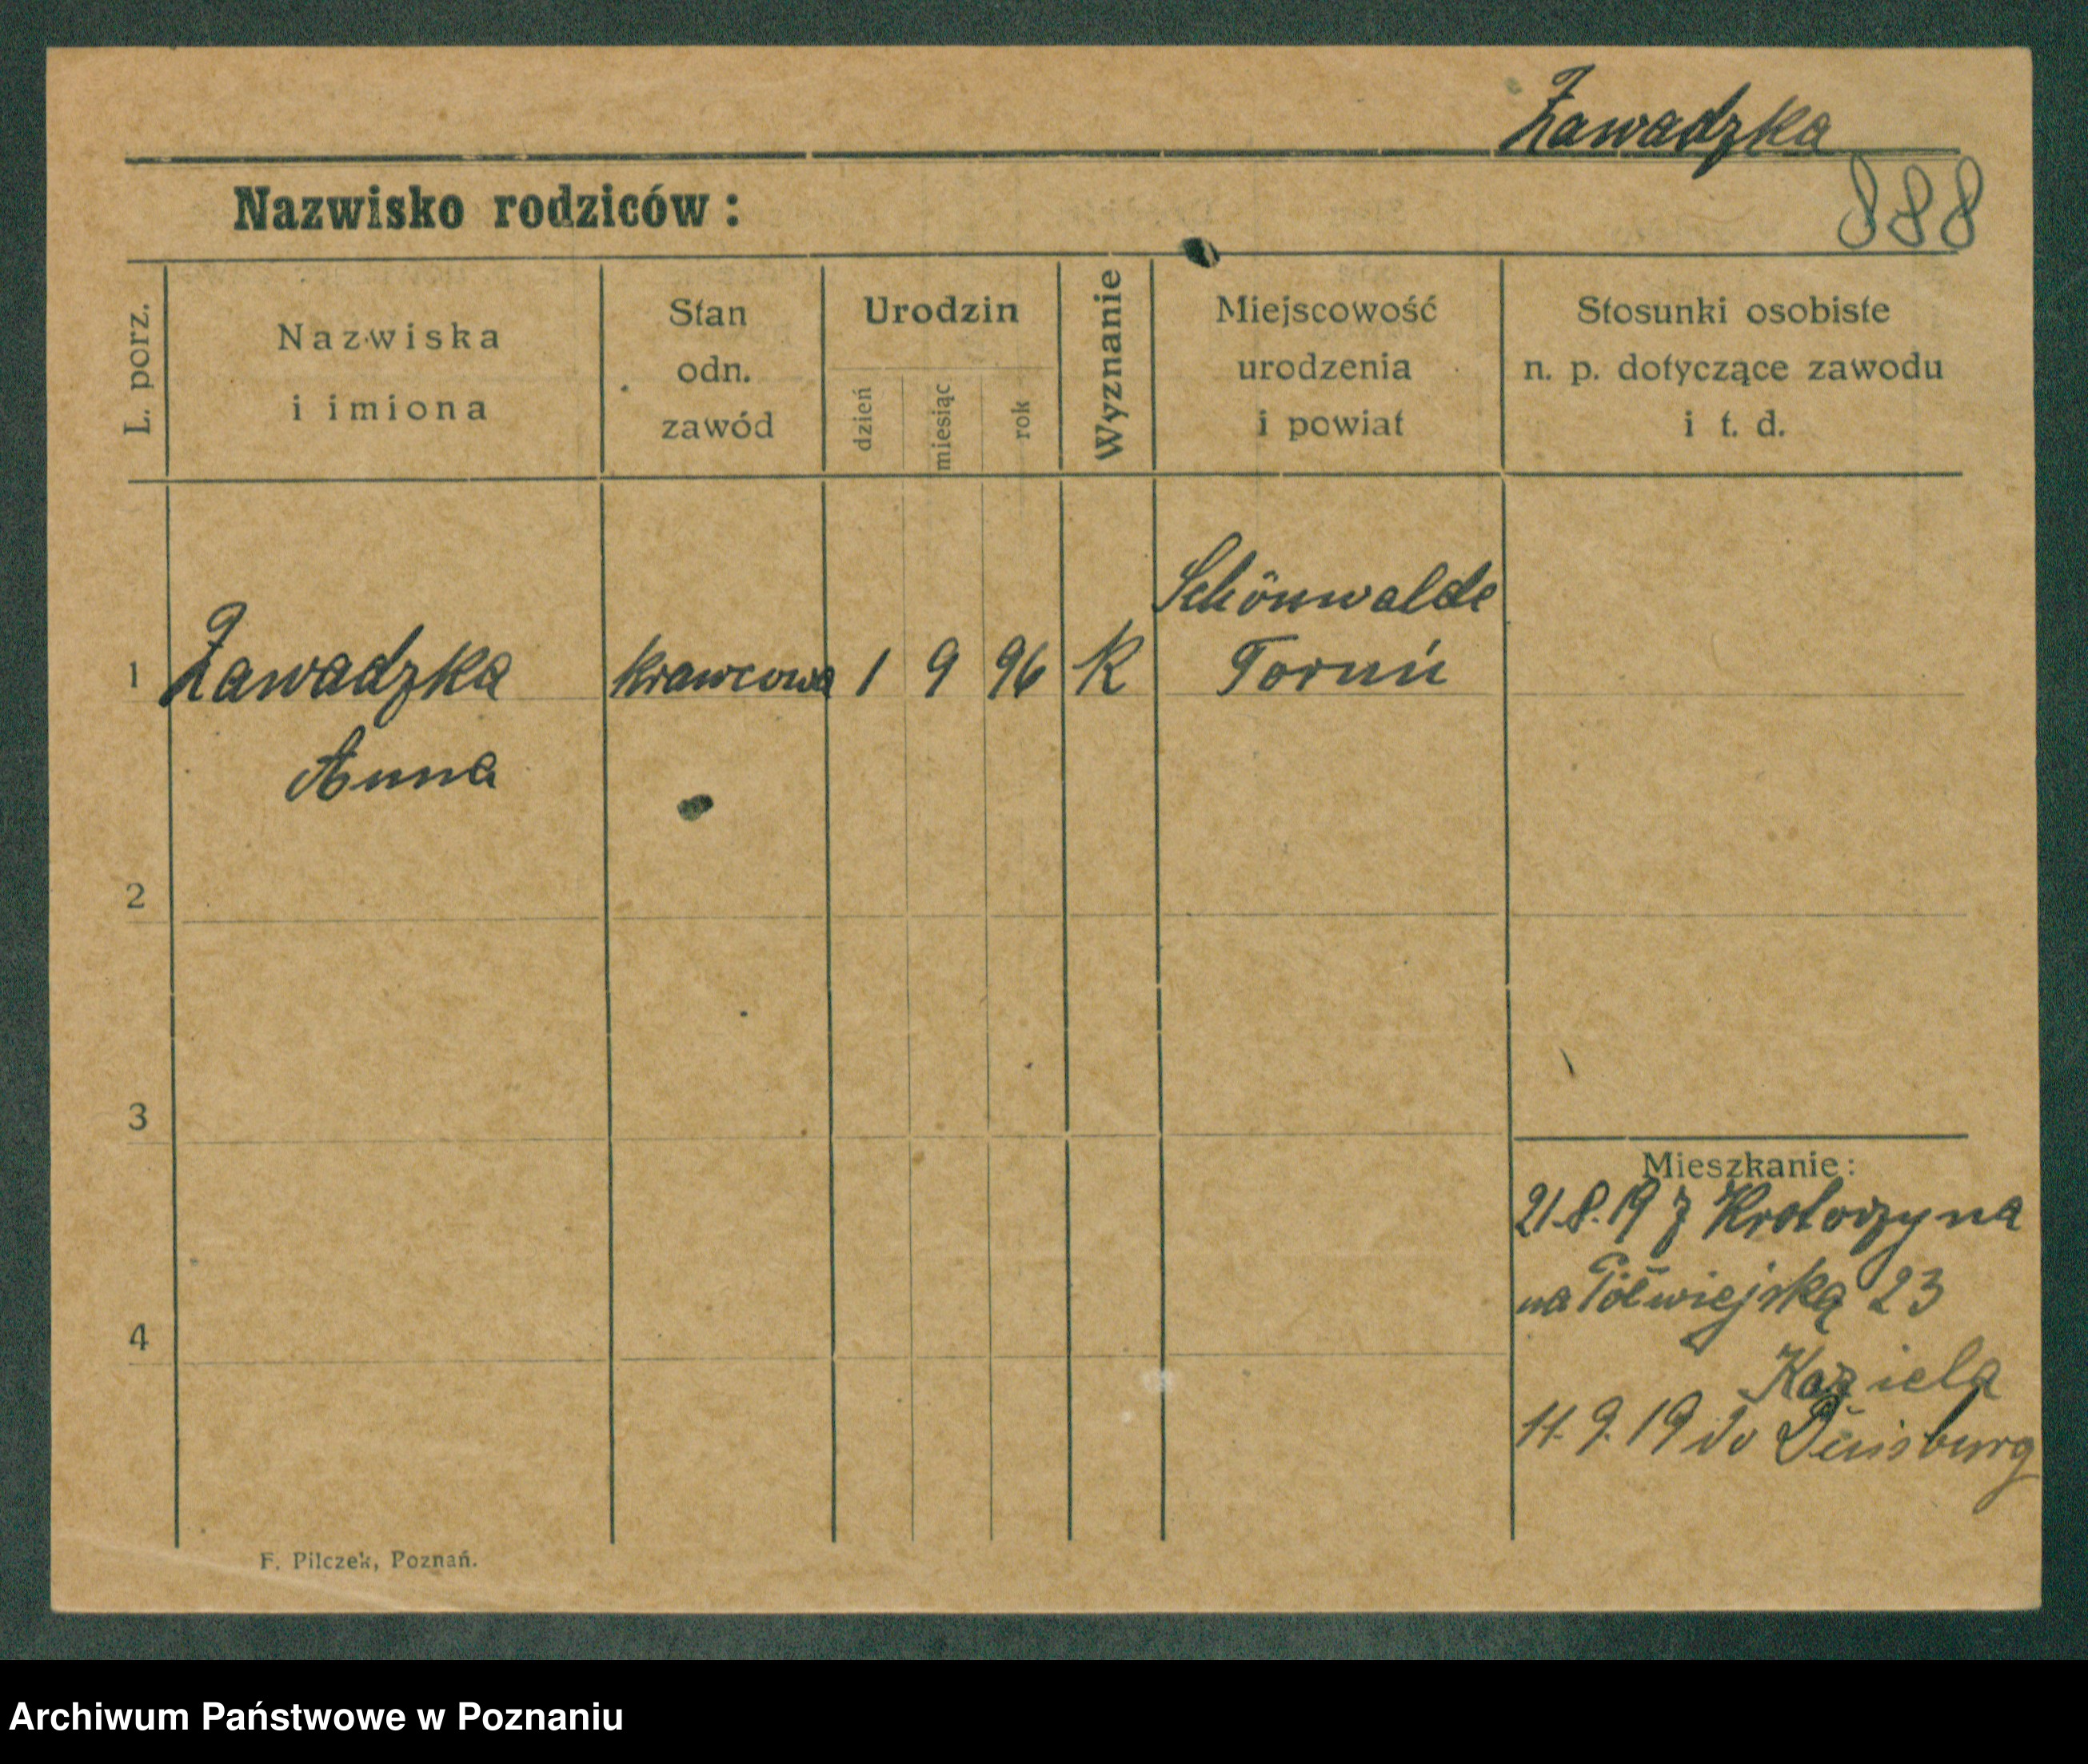 Zawadzka
888
Nazwisko rodziców:
L. porz.
Nazwiska
i imiona
Stan
odn.
zawód
Urodzin
dzień
miesiąc
rok
Wyznanie
Miejscowość
urodzenia
i powiat
Stosunki osobiste
n. p. dotyczące zawodu
i t. d.
Schönwalde
1 Zawadzka krawcowa 1 9 96 K Toruń
Anna
2
3
4
Mieszkanie:
21.8.19 z Krotoszyna
na Półwiejską 23
Koziela
11.9.19 do Duisburg
F. Pilczek, Poznań.
Archiwum Państwowe w Poznaniu